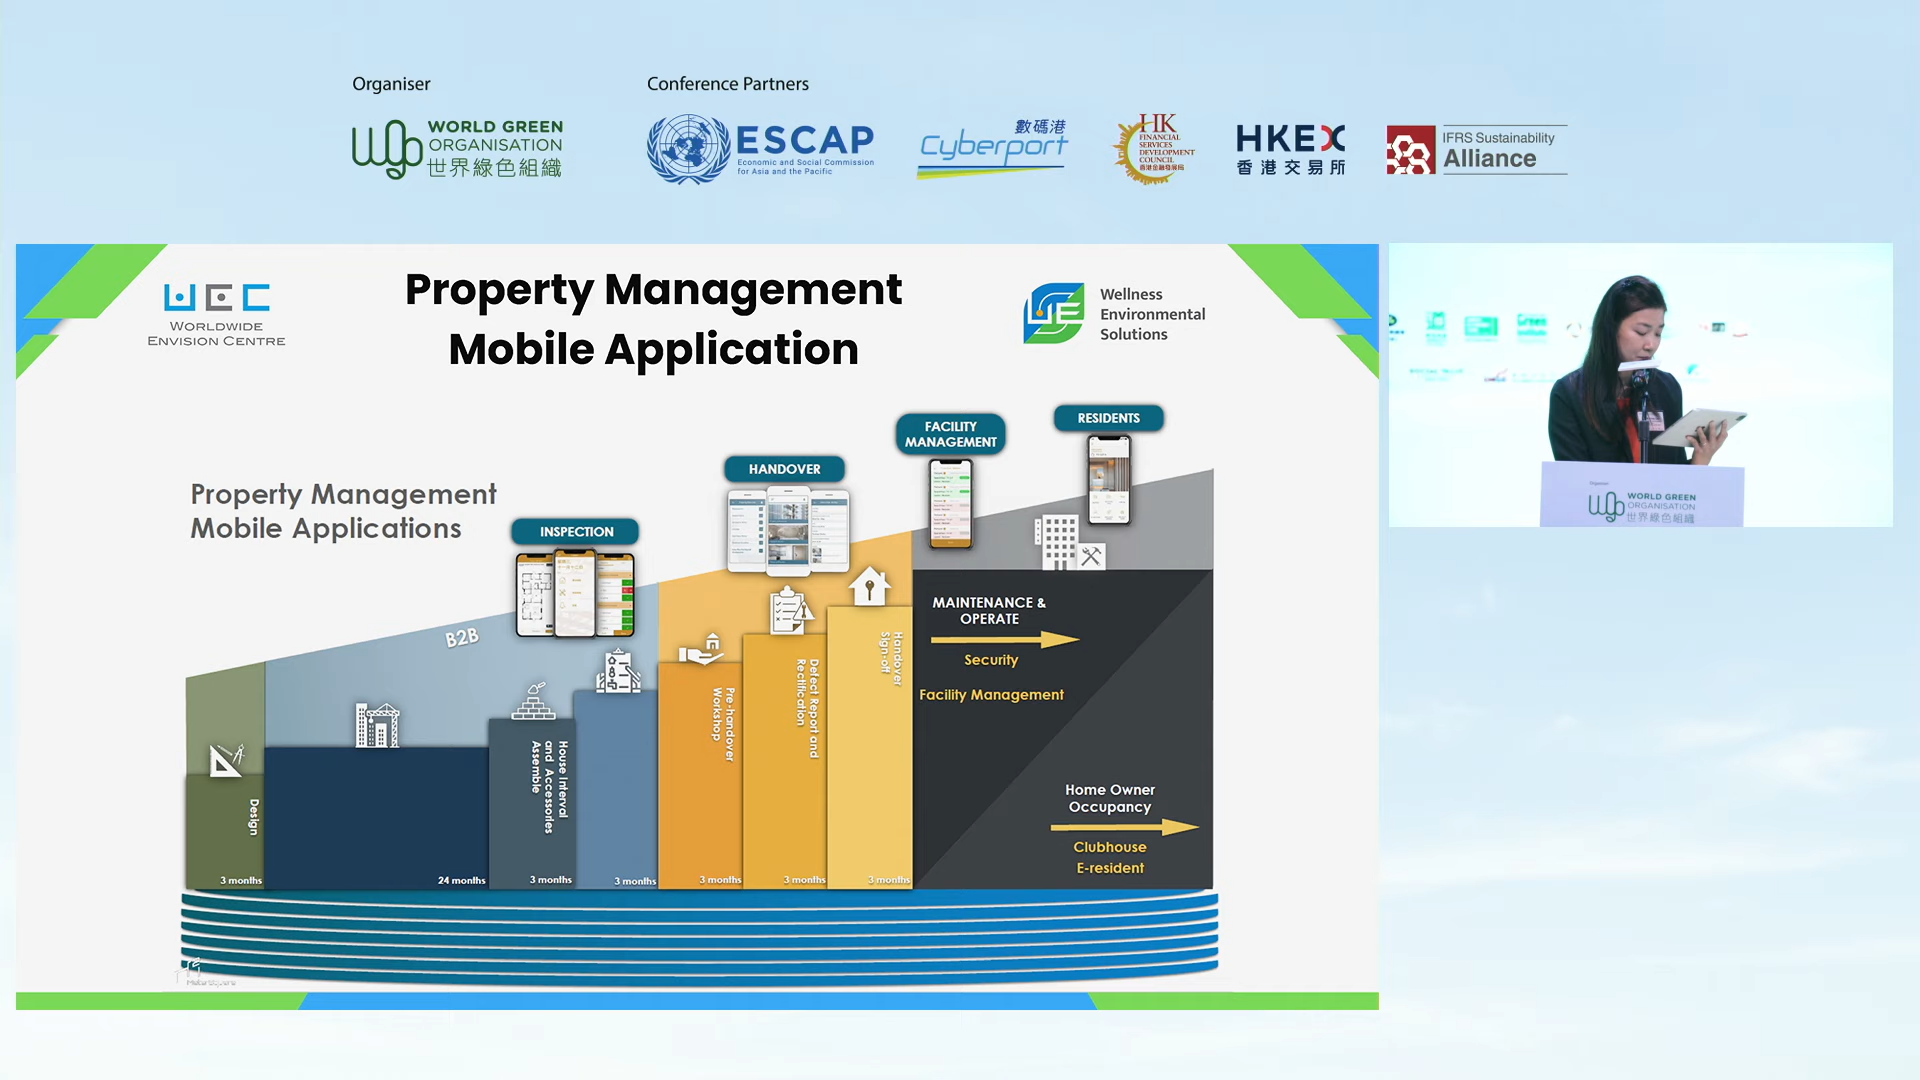 Organiser
Conference Partners
WORLD GREEN
ORGANISATION
世界綠色組織
ESCAP
Economic and Social Commission
for Asia and the Pacific
數碼港
Cyberport
HK
FINANCIAL
SERVICES
DEVELOPMENT
COUNCIL
香港金融發展局
HKEX
香港交易所
IFRS Sustainability
Alliance
WEC
WORLDWIDE
ENVISION CENTRE
Property Management
Mobile Application
Wellness
Environmental
Solutions
Property Management
Mobile Applications
B2B
INSPECTION
HANDOVER
FACILITY
MANAGEMENT
RESIDENTS
Design
3 months
24 months
House Interval
and Accessories
Assemble
3 months
3 months
Pre-handover
Workshop
3 months
Defect Report and
Rectification
3 months
Handover
Sign-off
3 months
MAINTENANCE &
OPERATE
Security
Facility Management
Home Owner
Occupancy
Clubhouse
E-resident
WORLD GREEN
ORGANISATION
世界綠色組織